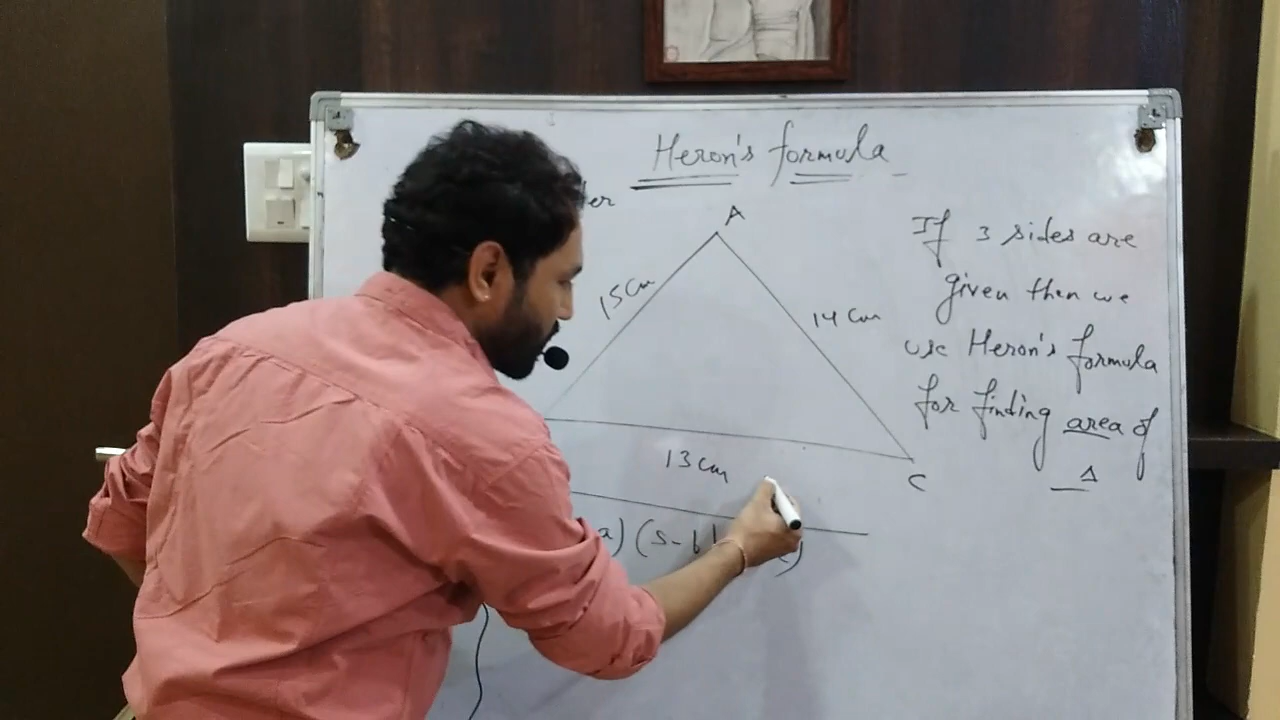 Heron's formula
er
A
15 cm
14 cm
13 cm
C
a) (s-b) )
If 3 sides are
given then we
use Heron's formula
for finding area of
Δ